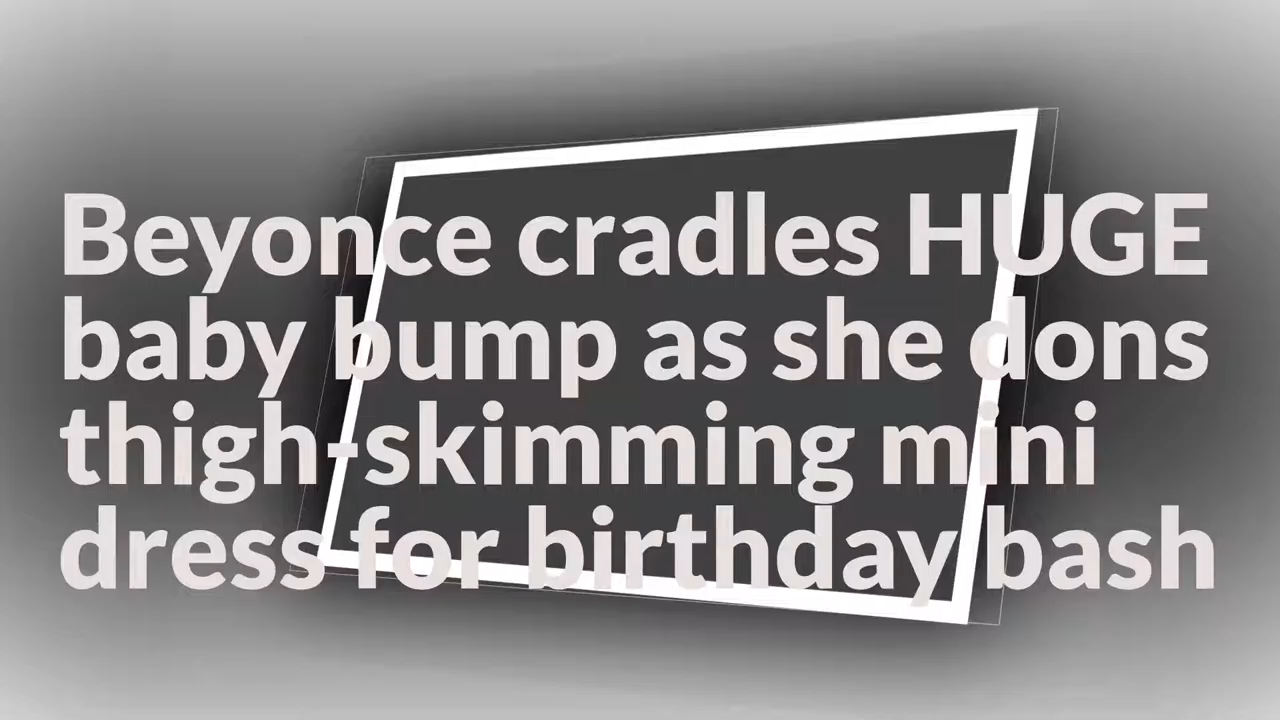 Beyonce cradles HUGE
baby bump as she dons
thigh-skimming mini
dress for birthday bash